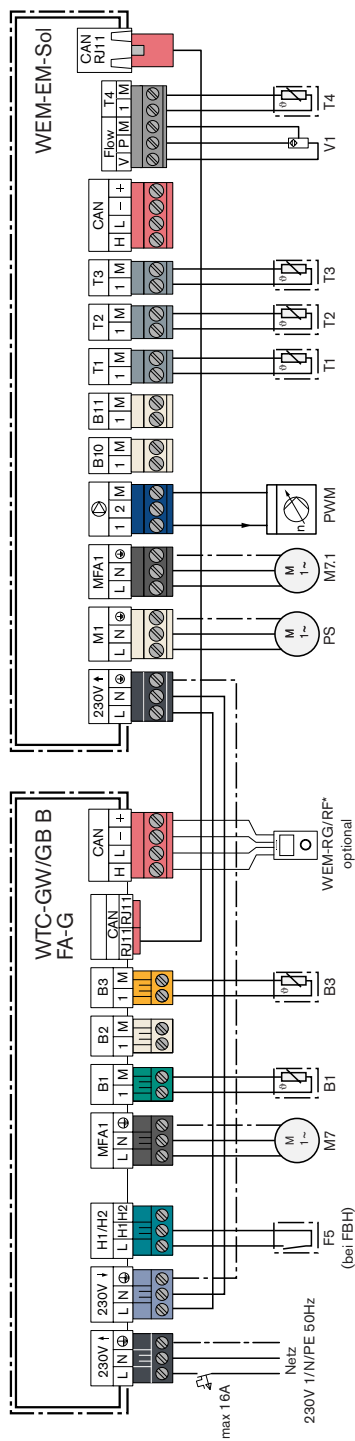 WTC-GW/GB B
FA-G
230V
L N
230V
L N
H1/H2
L H1 H2
MFA1
L N
B1
1 M
B2
1 M
B3
1 M
CAN
RJ11 RJ11
CAN
H L − +
max 16A
Netz
230V 1/N/PE 50Hz
F5
(bei FBH)
M
1~
M7
ϑ
B1
ϑ
B3
WEM-RG/RF*
optional
WEM-EM-Sol
230V
L N
M1
L N
MFA1
L N
1 2 M
B10
1 M
B11
1 M
T1
1 M
T2
1 M
T3
1 M
CAN
H L − +
Flow T4
V P M 1 M
CAN
RJ11
M
1~
PS
M
1~
M7.1
n
PWM
ϑ
T1
ϑ
T2
ϑ
T3
V1
ϑ
T4